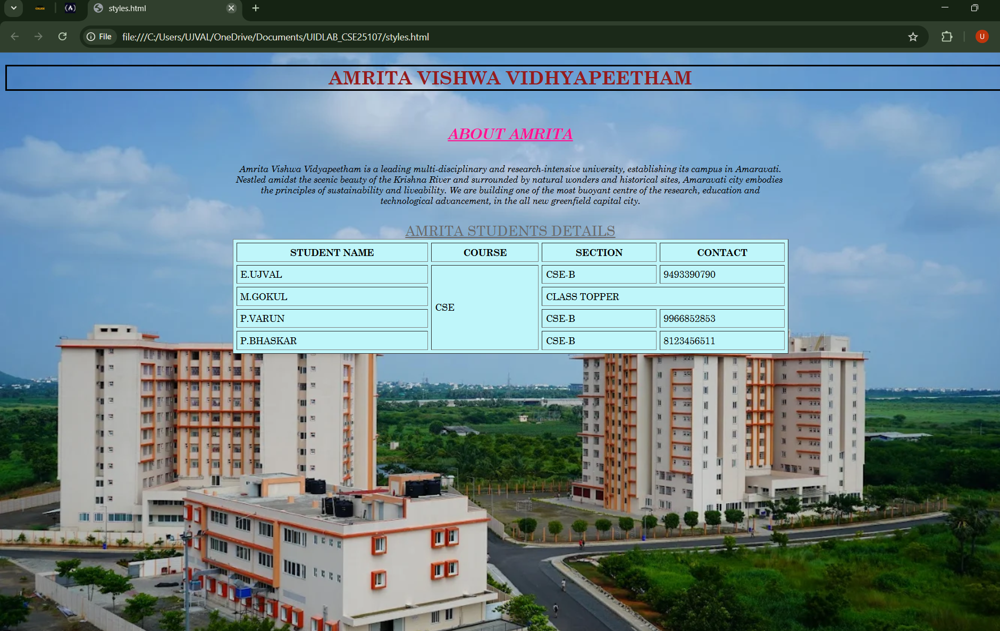 COLLEGE
styles.html
File
file:///C:/Users/UJVAL/OneDrive/Documents/UIDLAB_CSE25107/styles.html
U
AMRITA VISHWA VIDHYAPEETHAM
ABOUT AMRITA
Amrita Vishwa Vidyapeetham is a leading multi-disciplinary and research-intensive university, establishing its campus in Amaravati.
Nestled amidst the scenic beauty of the Krishna River and surrounded by natural wonders and historical sites, Amaravati city embodies
the principles of sustainability and liveability. We are building one of the most buoyant centre of the research, education and
technological advancement, in the all new greenfield capital city.
AMRITA STUDENTS DETAILS
STUDENT NAME COURSE SECTION CONTACT
E.UJVAL CSE-B 9493390790
M.GOKUL CLASS TOPPER
CSE
P.VARUN CSE-B 9966852853
P.BHASKAR CSE-B 8123456511